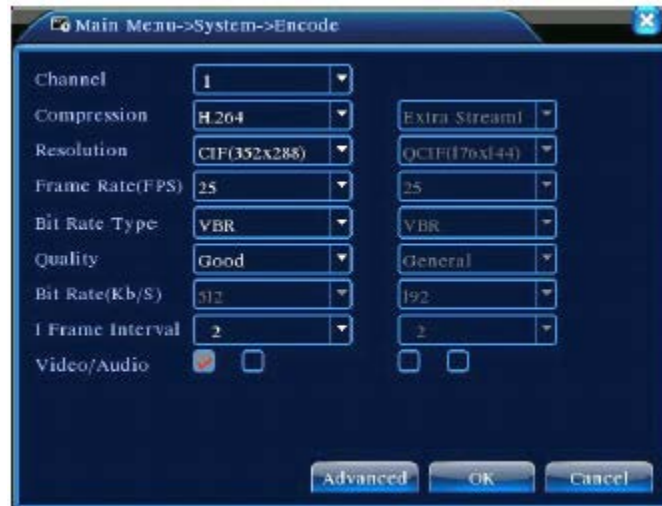 Main Menu->System->Encode
Channel 1
Compression H.264 Extra Stream1
Resolution CIF(352x288) QCIF(176x144)
Frame Rate(FPS) 25 25
Bit Rate Type VBR VBR
Quality Good General
Bit Rate(Kb/S) 512 192
I Frame Interval 2 2
Video/Audio
Advanced OK Cancel